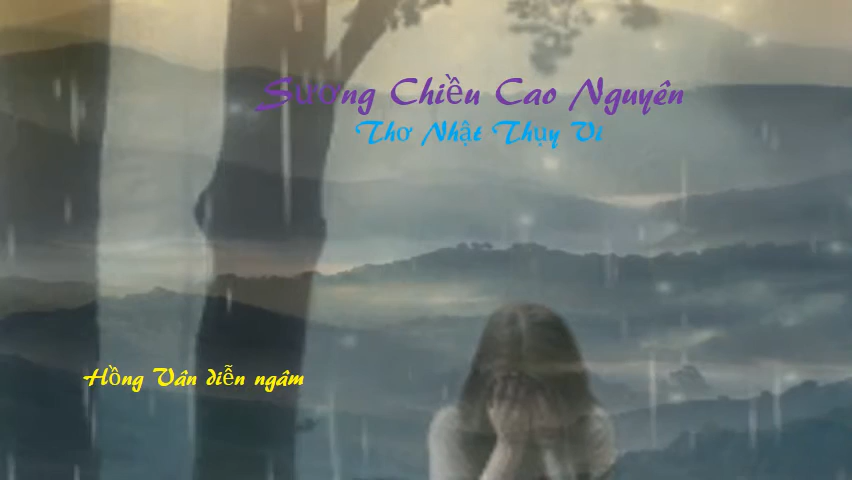 Sương Chiều Cao Nguyên
Thơ Nhật Thụy Vi
Hồng Vân diễn ngâm